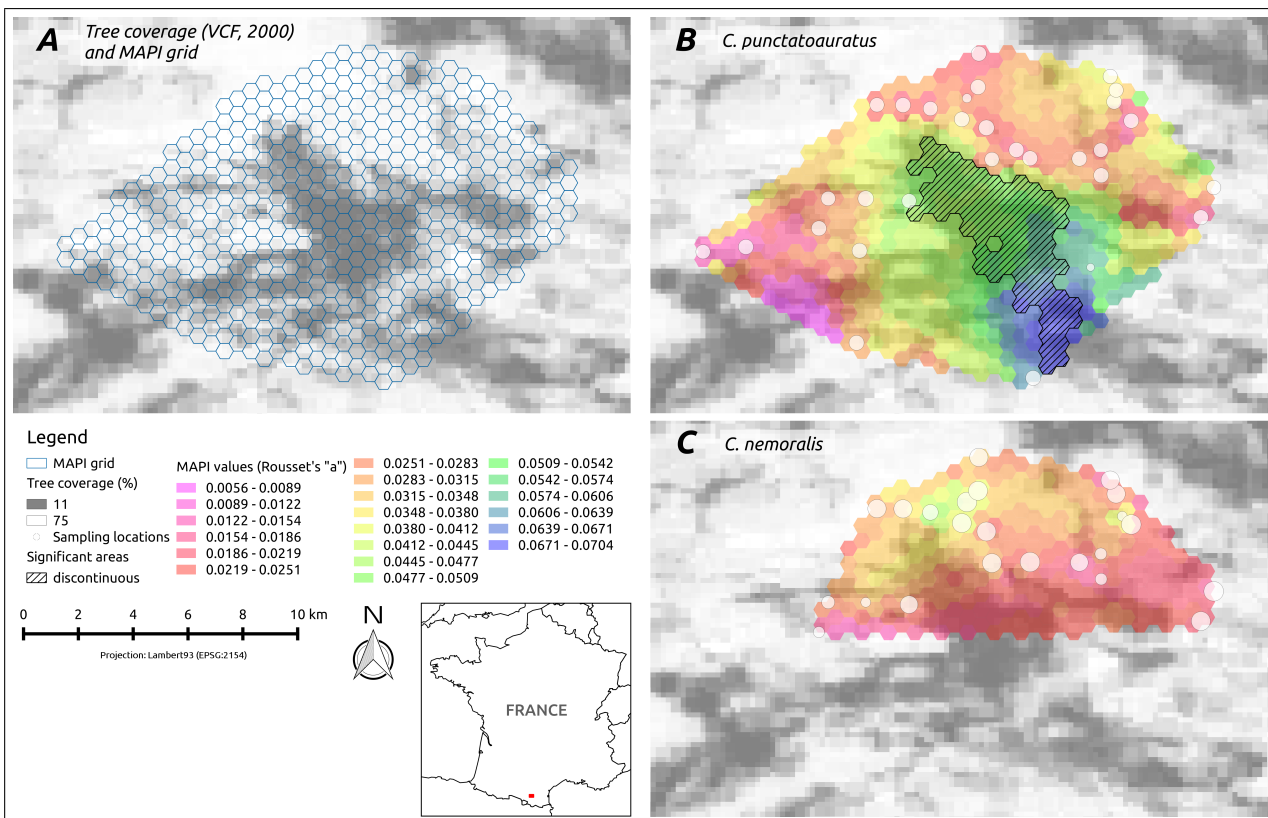 A
Tree coverage (VCF, 2000)
and MAPI grid
B
C. punctatoauratus
Legend
MAPI grid
Tree coverage (%)
11
75
Sampling locations
Significant areas
discontinuous
MAPI values (Rousset's "a")
0.0056 - 0.0089
0.0089 - 0.0122
0.0122 - 0.0154
0.0154 - 0.0186
0.0186 - 0.0219
0.0219 - 0.0251
0.0251 - 0.0283
0.0283 - 0.0315
0.0315 - 0.0348
0.0348 - 0.0380
0.0380 - 0.0412
0.0412 - 0.0445
0.0445 - 0.0477
0.0477 - 0.0509
0.0509 - 0.0542
0.0542 - 0.0574
0.0574 - 0.0606
0.0606 - 0.0639
0.0639 - 0.0671
0.0671 - 0.0704
C
C. nemoralis
0 2 4 6 8 10 km
Projection: Lambert93 (EPSG:2154)
N
FRANCE